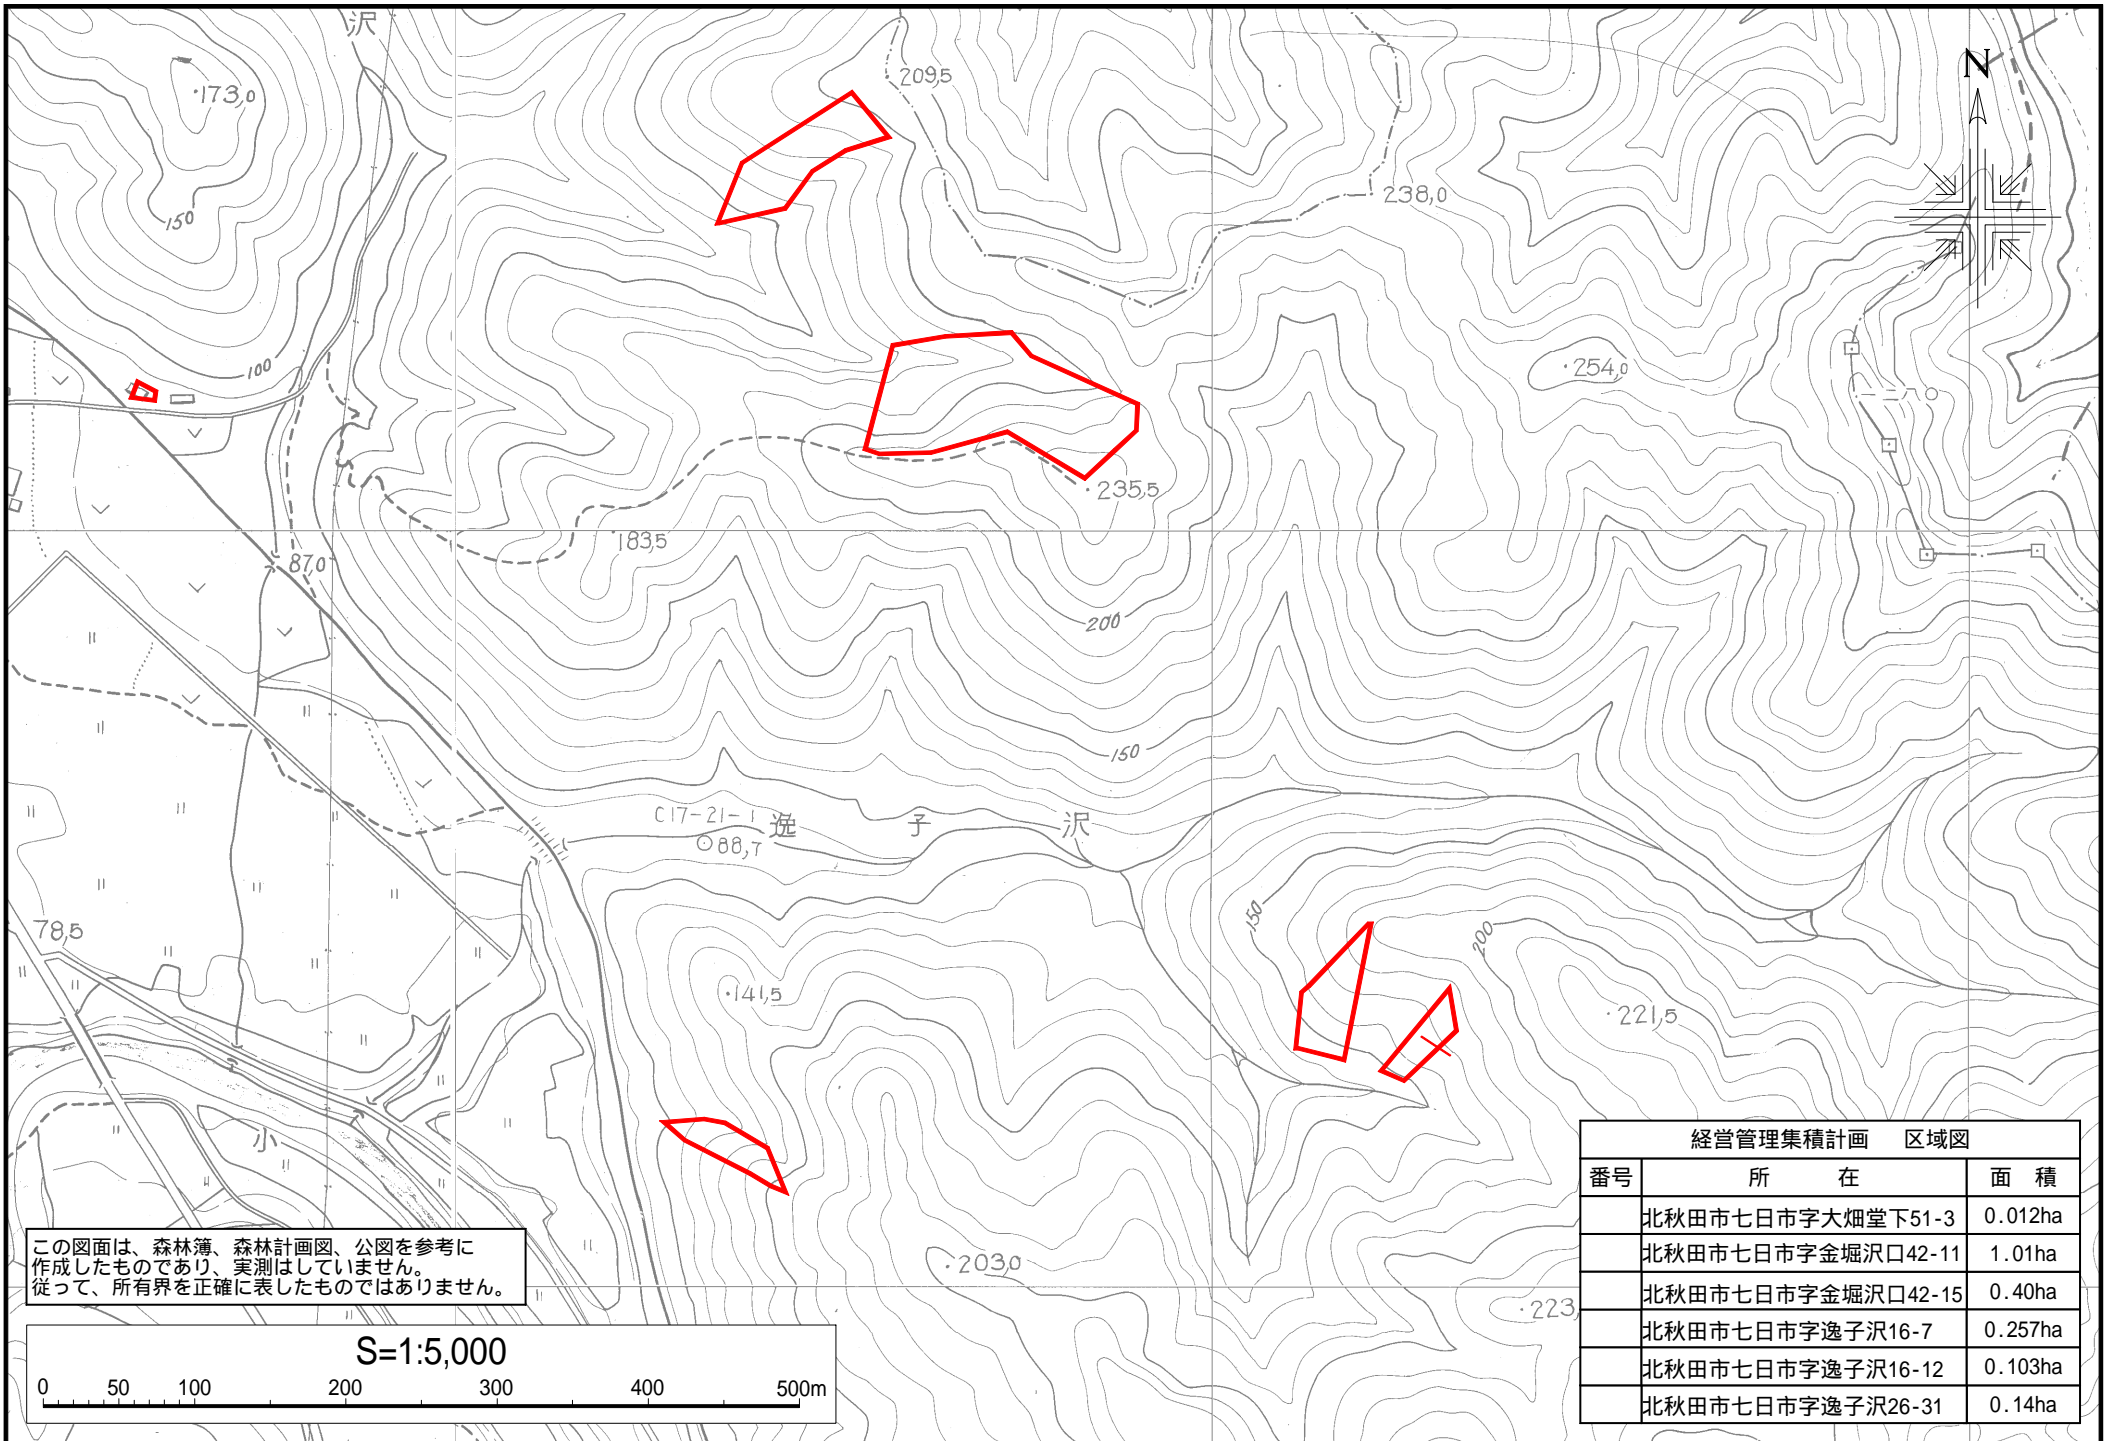 沢
209,5
N
173,0
238,0
150
254,0
100
二六〇
235,5
183,5
87,0
200
150
C17-21-1
逸子沢
88,7
78,5
150
200
141,5
221,5
小
203,0
223,
経営管理集積計画 区域図
番号 所在 面積
北秋田市七日市字大畑堂下51-3 0.012ha
北秋田市七日市字金堀沢口42-11 1.01ha
北秋田市七日市字金堀沢口42-15 0.40ha
北秋田市七日市字逸子沢16-7 0.257ha
北秋田市七日市字逸子沢16-12 0.103ha
北秋田市七日市字逸子沢26-31 0.14ha
この図面は、森林簿、森林計画図、公図を参考に
作成したものであり、実測はしていません。
従って、所有界を正確に表したものではありません。
S=1:5,000
0 50 100 200 300 400 500m